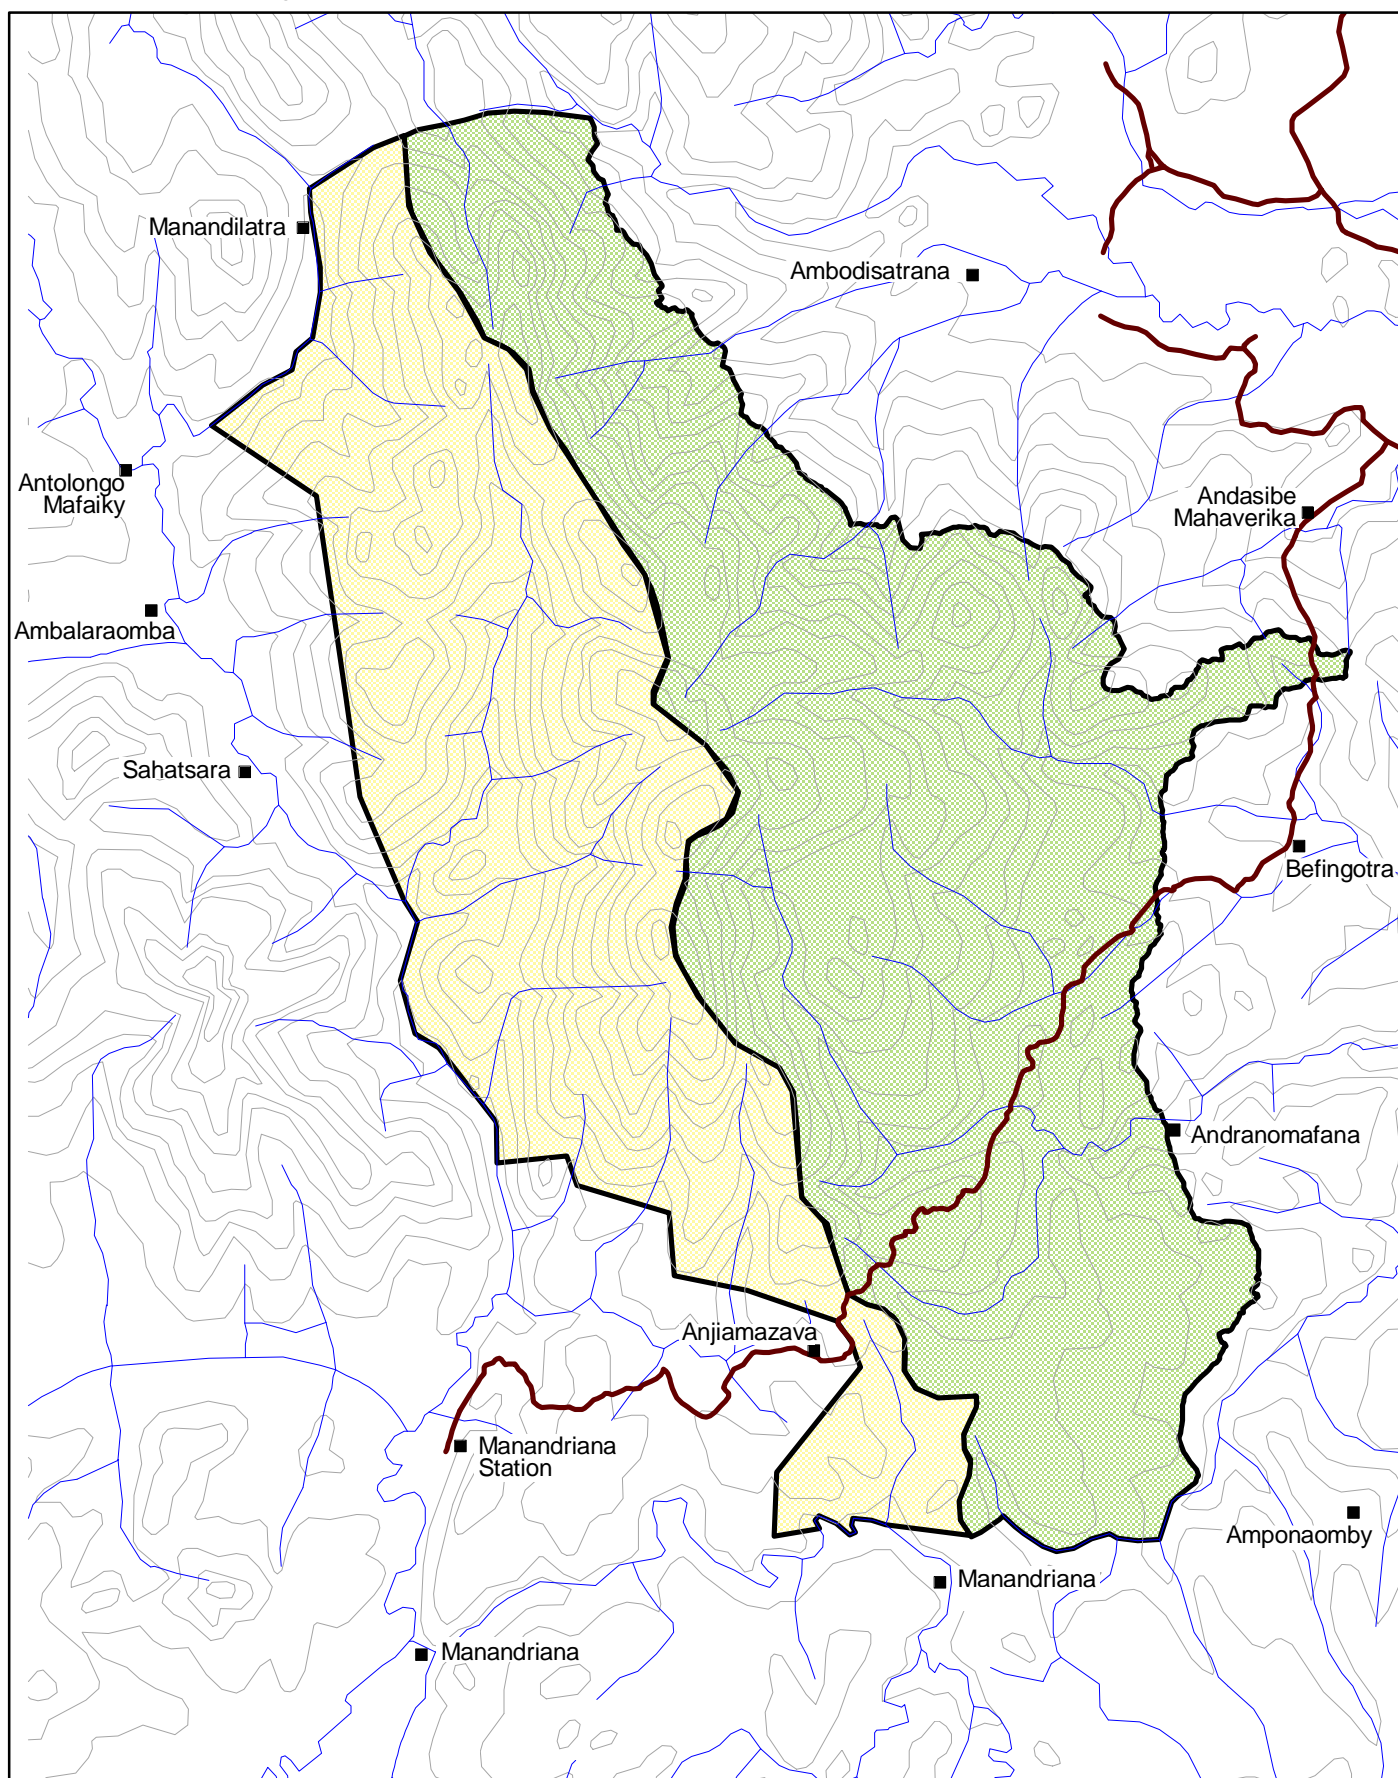 Manandilatra
Ambodisatrana
Antolongo
Mafaiky
Andasibe
Mahaverika
Ambalaraomba
Sahatsara
Befingotra
Andranomafana
Anjiamazava
Manandriana
Station
Amponaomby
Manandriana
Manandriana